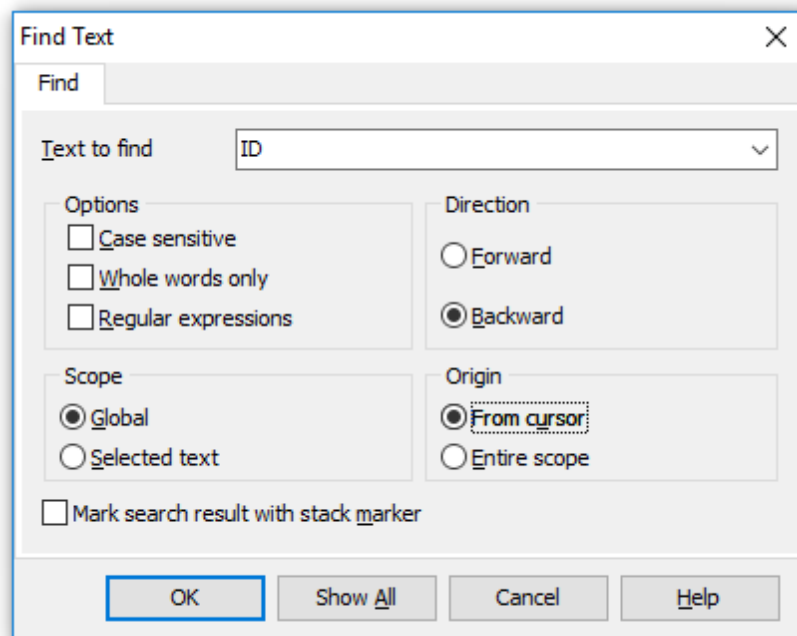 Find Text
Find
Text to find ID
Options
Case sensitive
Whole words only
Regular expressions
Direction
Forward
Backward
Scope
Global
Selected text
Origin
From cursor
Entire scope
Mark search result with stack marker
OK Show All Cancel Help